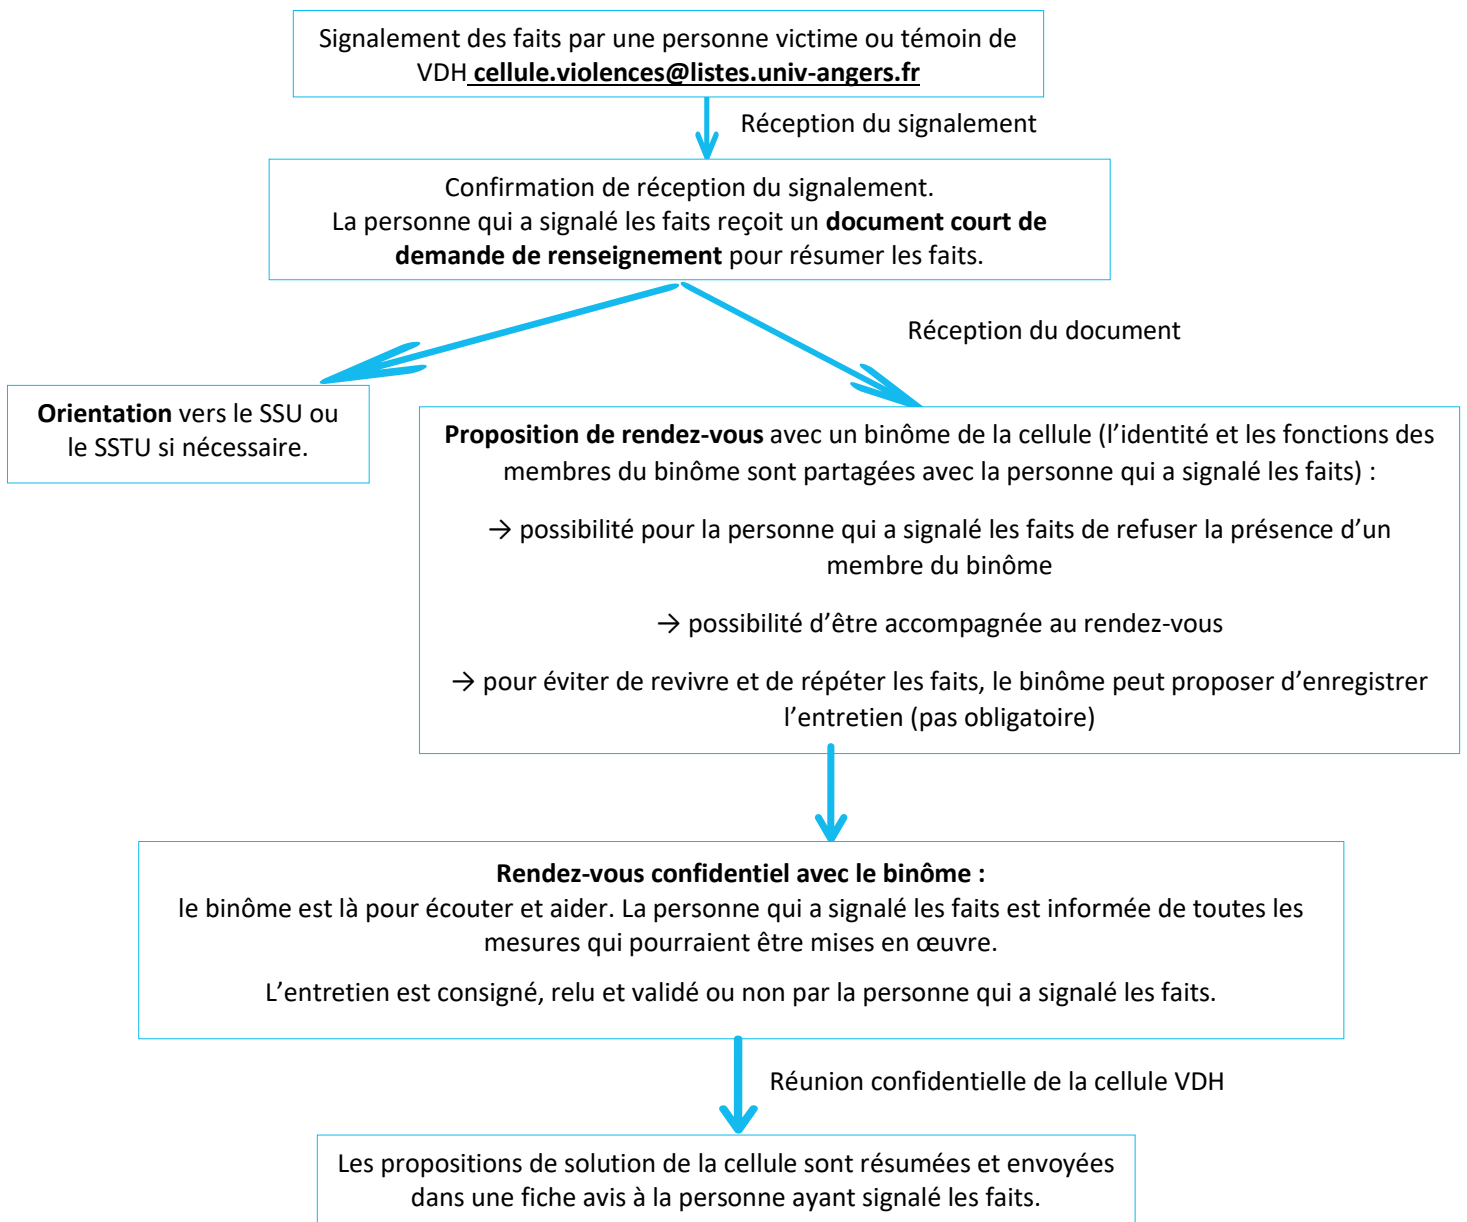 Signalement des faits par une personne victime ou témoin de
VDH cellule.violences@listes.univ-angers.fr
Réception du signalement
Confirmation de réception du signalement.
La personne qui a signalé les faits reçoit un document court de
demande de renseignement pour résumer les faits.
Réception du document
Orientation vers le SSU ou
le SSTU si nécessaire.
Proposition de rendez-vous avec un binôme de la cellule (l’identité et les fonctions des
membres du binôme sont partagées avec la personne qui a signalé les faits) :
→ possibilité pour la personne qui a signalé les faits de refuser la présence d’un
membre du binôme
→ possibilité d’être accompagnée au rendez-vous
→ pour éviter de revivre et de répéter les faits, le binôme peut proposer d’enregistrer
l’entretien (pas obligatoire)
Rendez-vous confidentiel avec le binôme :
le binôme est là pour écouter et aider. La personne qui a signalé les faits est informée de toutes les
mesures qui pourraient être mises en œuvre.
L’entretien est consigné, relu et validé ou non par la personne qui a signalé les faits.
Réunion confidentielle de la cellule VDH
Les propositions de solution de la cellule sont résumées et envoyées
dans une fiche avis à la personne ayant signalé les faits.